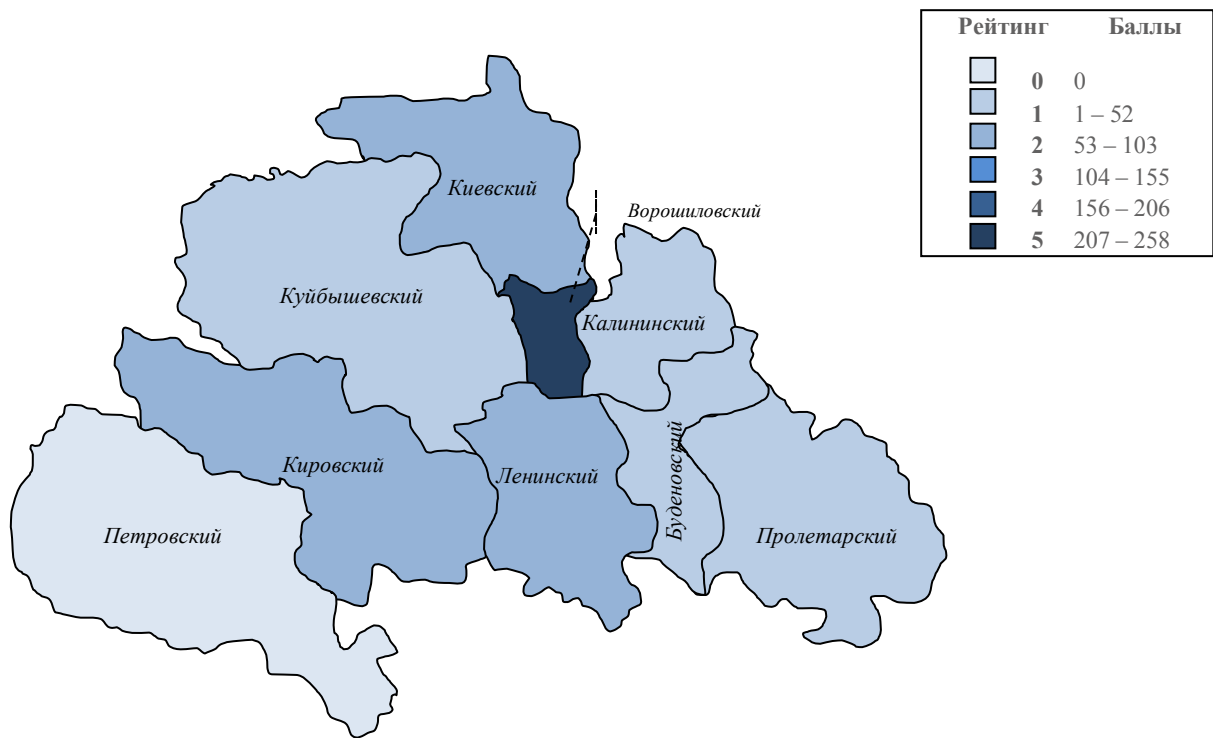 Рейтинг Баллы
0 0
1 1 – 52
2 53 – 103
3 104 – 155
4 156 – 206
5 207 – 258
Киевский
Ворошиловский
Куйбышевский
Калининский
Кировский
Ленинский
Буденовский
Петровский
Пролетарский